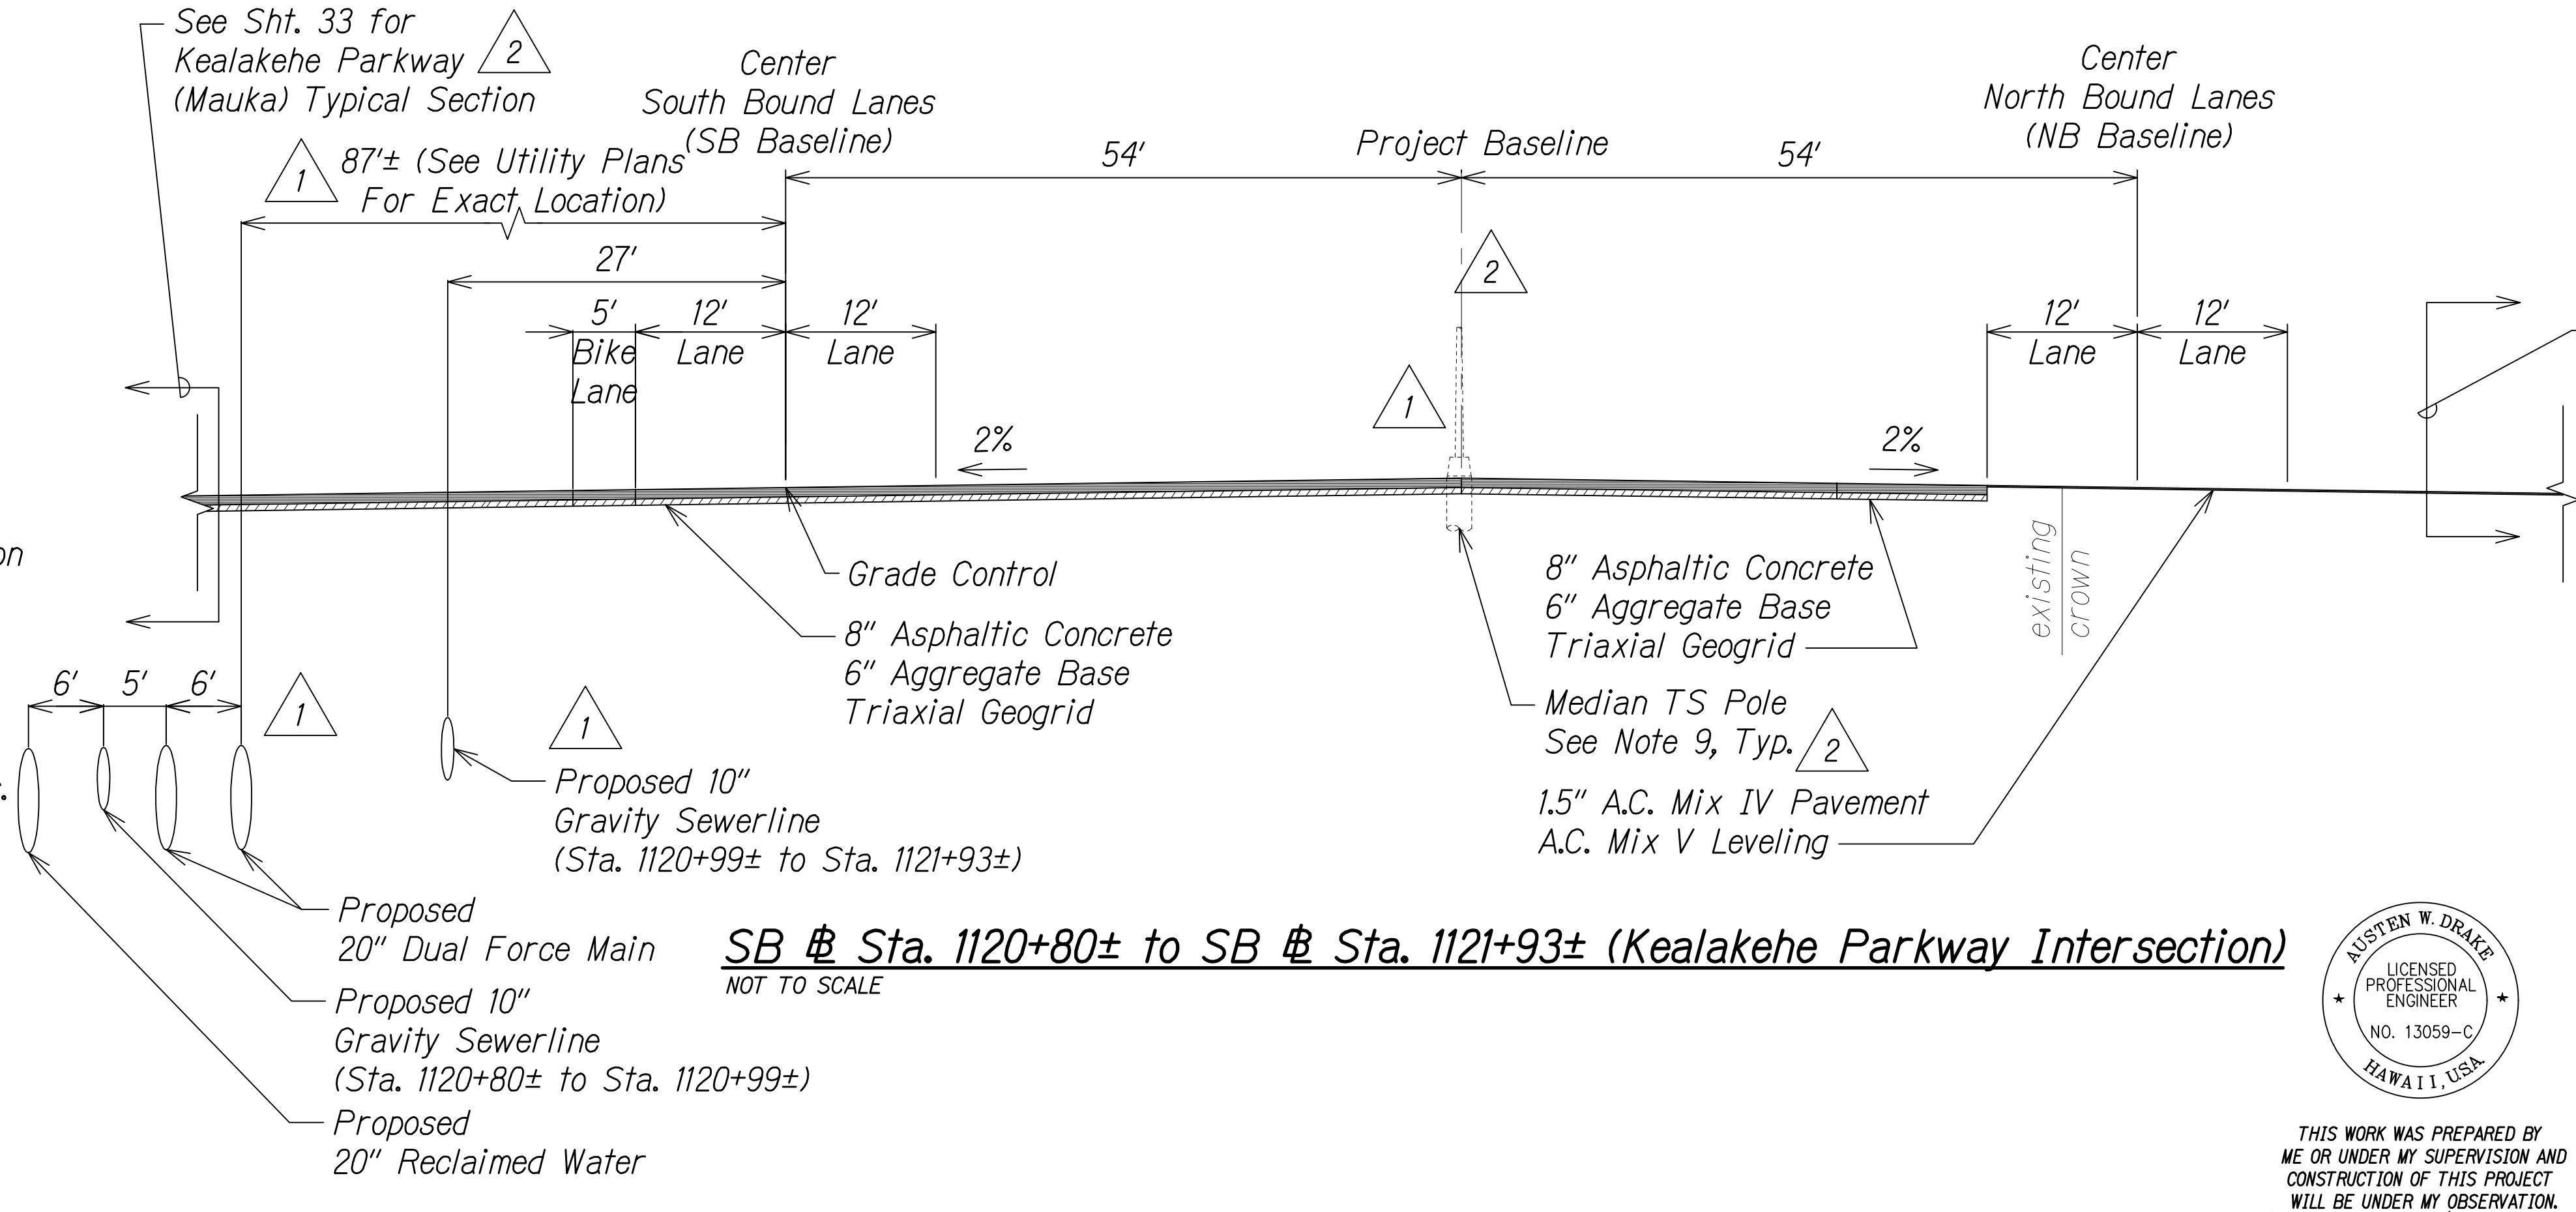 See Sht. 33 for
Kealakehe Parkway
(Mauka) Typical Section
2
Center
South Bound Lanes
(SB Baseline)
Center
North Bound Lanes
(NB Baseline)
1
87'± (See Utility Plans
For Exact Location)
54'
Project Baseline
54'
27'
2
5'
Bike
Lane
12'
Lane
12'
Lane
12'
Lane
12'
Lane
1
2%
2%
on
Grade Control
8" Asphaltic Concrete
6" Aggregate Base
Triaxial Geogrid
8" Asphaltic Concrete
6" Aggregate Base
Triaxial Geogrid
existing
crown
6'
5'
6'
1
1
Median TS Pole
See Note 9, Typ.
2
Proposed 10"
Gravity Sewerline
(Sta. 1120+99± to Sta. 1121+93±)
1.5" A.C. Mix IV Pavement
A.C. Mix V Leveling
Proposed
20" Dual Force Main
Proposed 10"
Gravity Sewerline
(Sta. 1120+80± to Sta. 1120+99±)
Proposed
20" Reclaimed Water
SB BL Sta. 1120+80± to SB BL Sta. 1121+93± (Kealakehe Parkway Intersection)
NOT TO SCALE
AUSTEN W. DRAKE
LICENSED
PROFESSIONAL
ENGINEER
NO. 13059-C
HAWAII, U.S.A.
THIS WORK WAS PREPARED BY
ME OR UNDER MY SUPERVISION AND
CONSTRUCTION OF THIS PROJECT
WILL BE UNDER MY OBSERVATION.